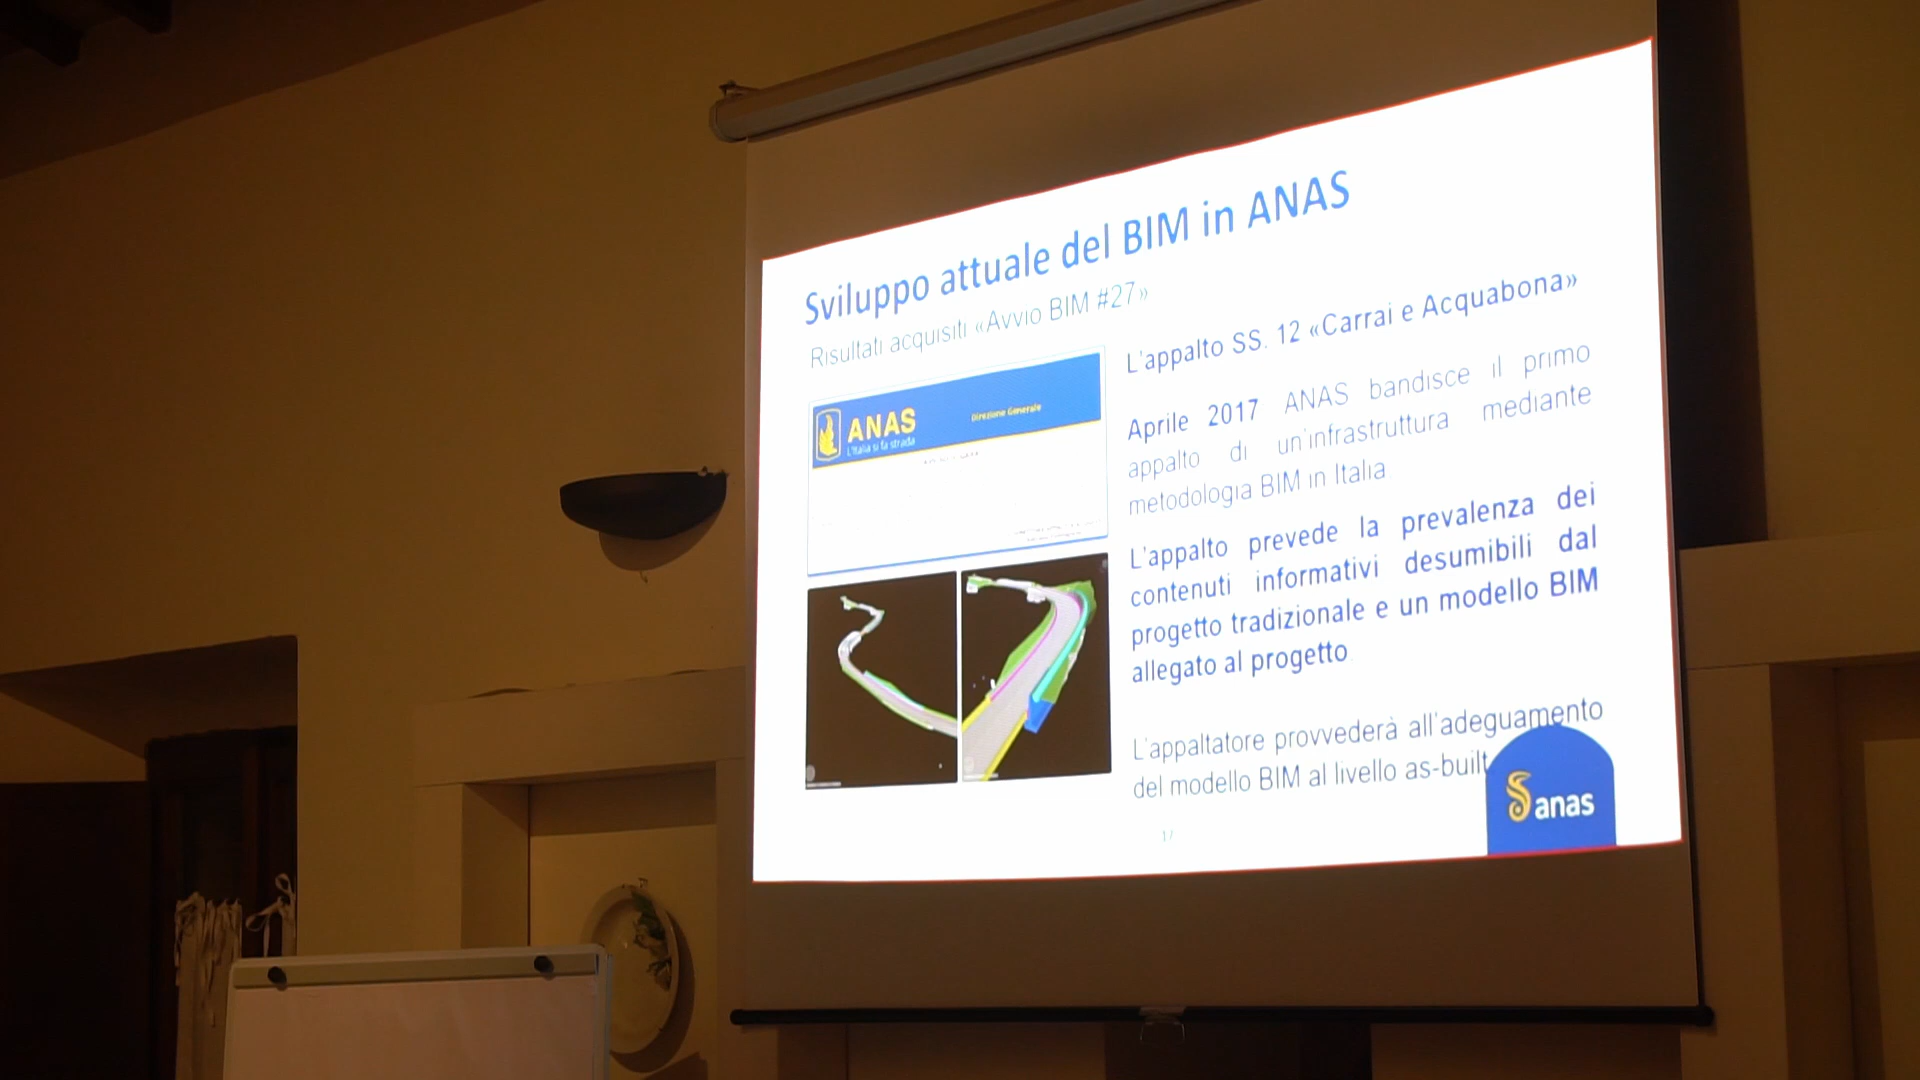 Sviluppo attuale del BIM in ANAS
Risultati acquisiti «Avvio BIM #27»
ANAS
L'Italia si fa strada
Direzione Generale
L'appalto SS. 12 «Carrai e Acquabona»
Aprile 2017 ANAS bandisce il primo
appalto di un'infrastruttura mediante
metodologia BIM in Italia
L'appalto prevede la prevalenza dei
contenuti informativi desumibili dal
progetto tradizionale e un modello BIM
allegato al progetto
L'appaltatore provvederà all'adeguamento
del modello BIM al livello as-built
anas